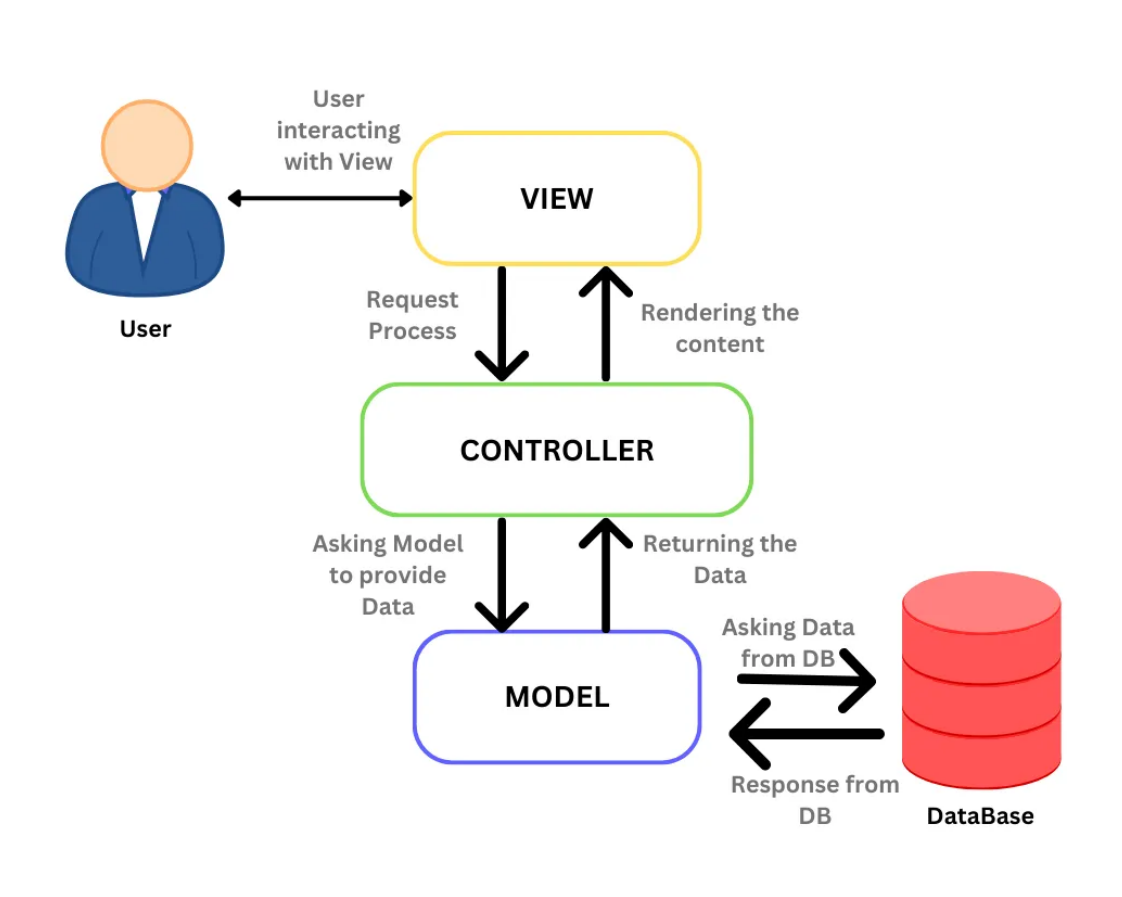 User
interacting
with View
VIEW
User
Request
Process
Rendering the
content
CONTROLLER
Asking Model
to provide
Data
Returning the
Data
MODEL
Asking Data
from DB
Response from
DB
DataBase